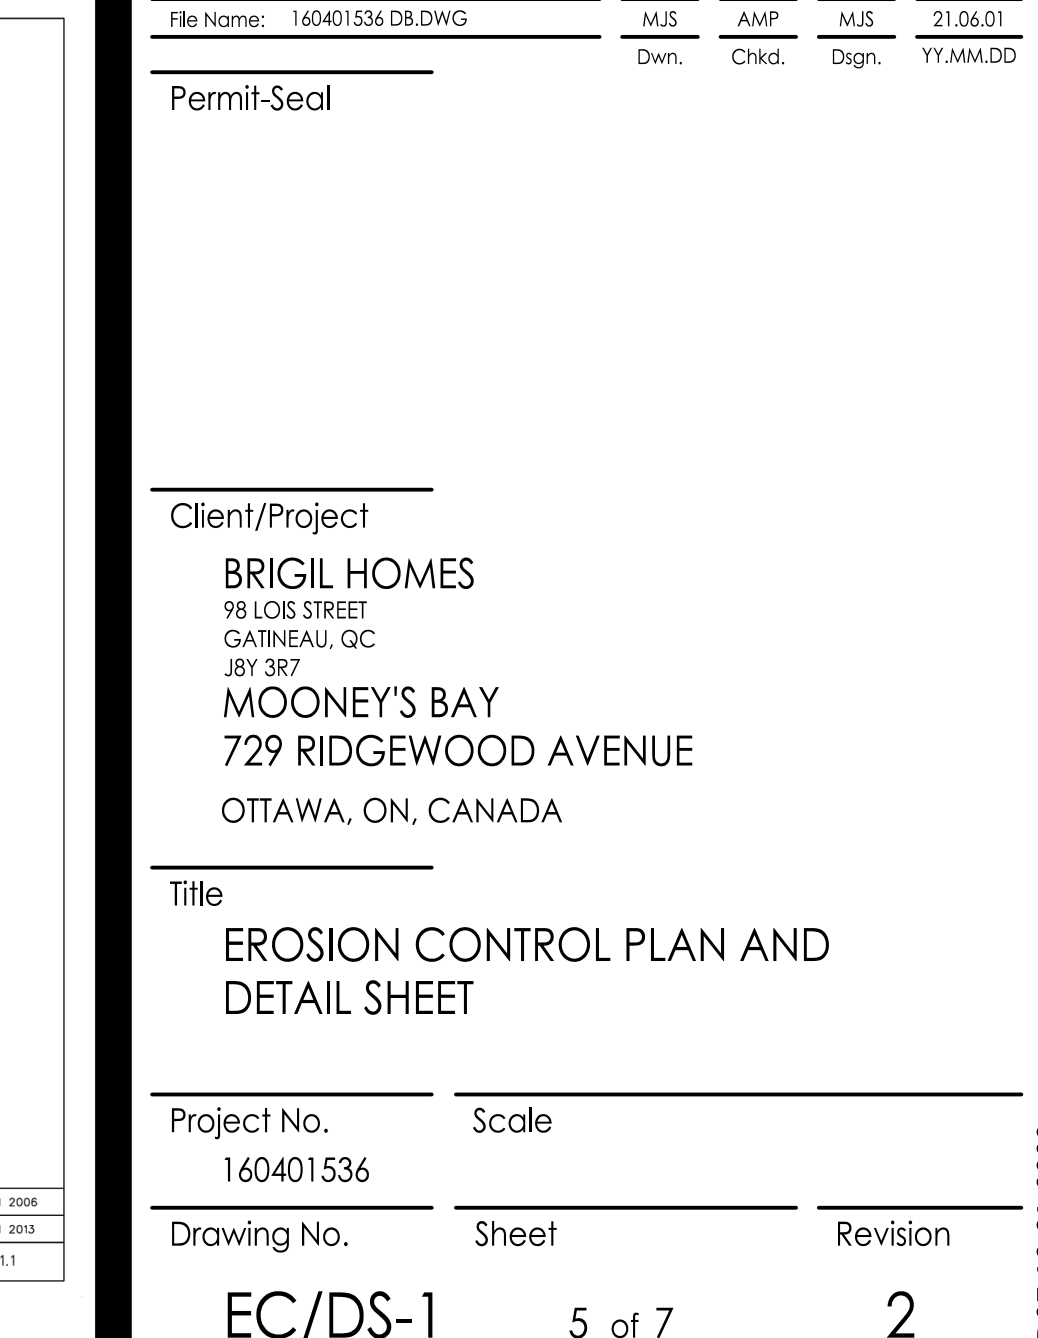 File Name: 160401536 DB.DWG MJS AMP MJS 21.06.01
Dwn. Chkd. Dsgn. YY.MM.DD
Permit-Seal
Client/Project
BRIGIL HOMES
98 LOIS STREET
GATINEAU, QC
J8Y 3R7
MOONEY'S BAY
729 RIDGEWOOD AVENUE
OTTAWA, ON, CANADA
Title
EROSION CONTROL PLAN AND
DETAIL SHEET
Project No. Scale
160401536
2006
2013
Drawing No. Sheet Revision
1.1
EC/DS-1 5 of 7 2